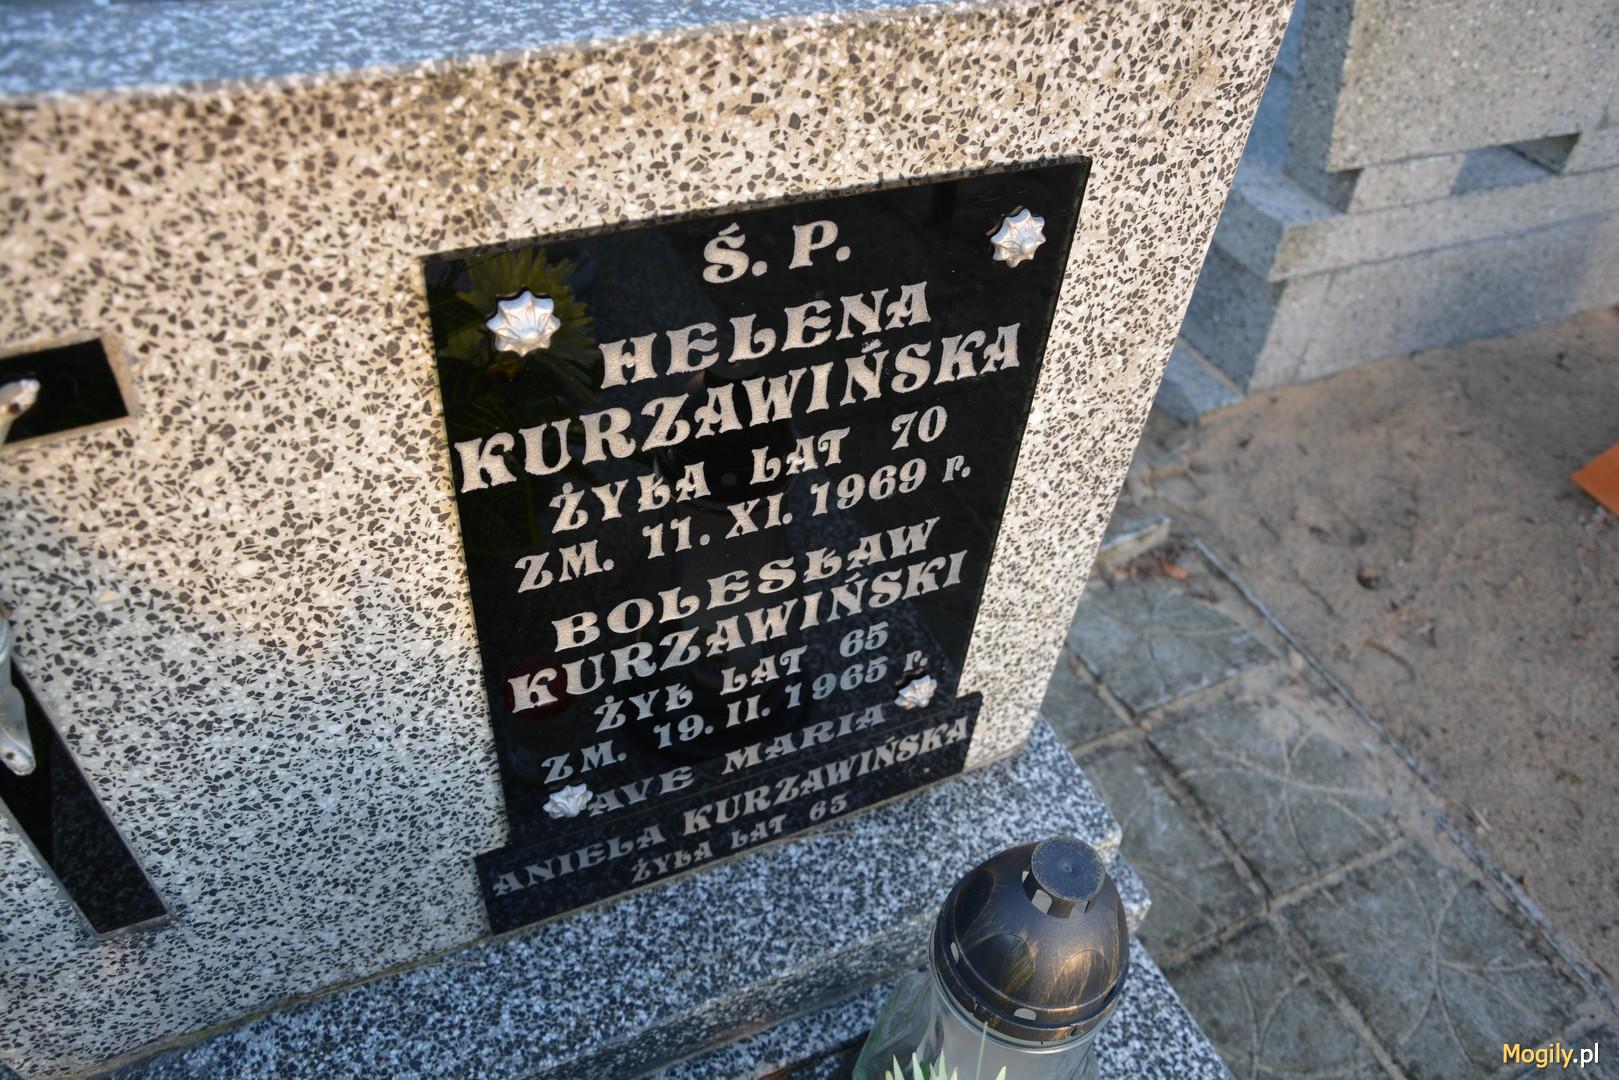 Ś. P.
HELENA
KURZAWIŃSKA
ŻYŁA LAT 70
ZM. 11. XI. 1969 r.
BOLESŁAW
KURZAWIŃSKI
ŻYŁ LAT 65
ZM. 19. II. 1965 r.
AVE MARIA
ANIELA KURZAWIŃSKA
ŻYŁA LAT 63
Mogily.pl